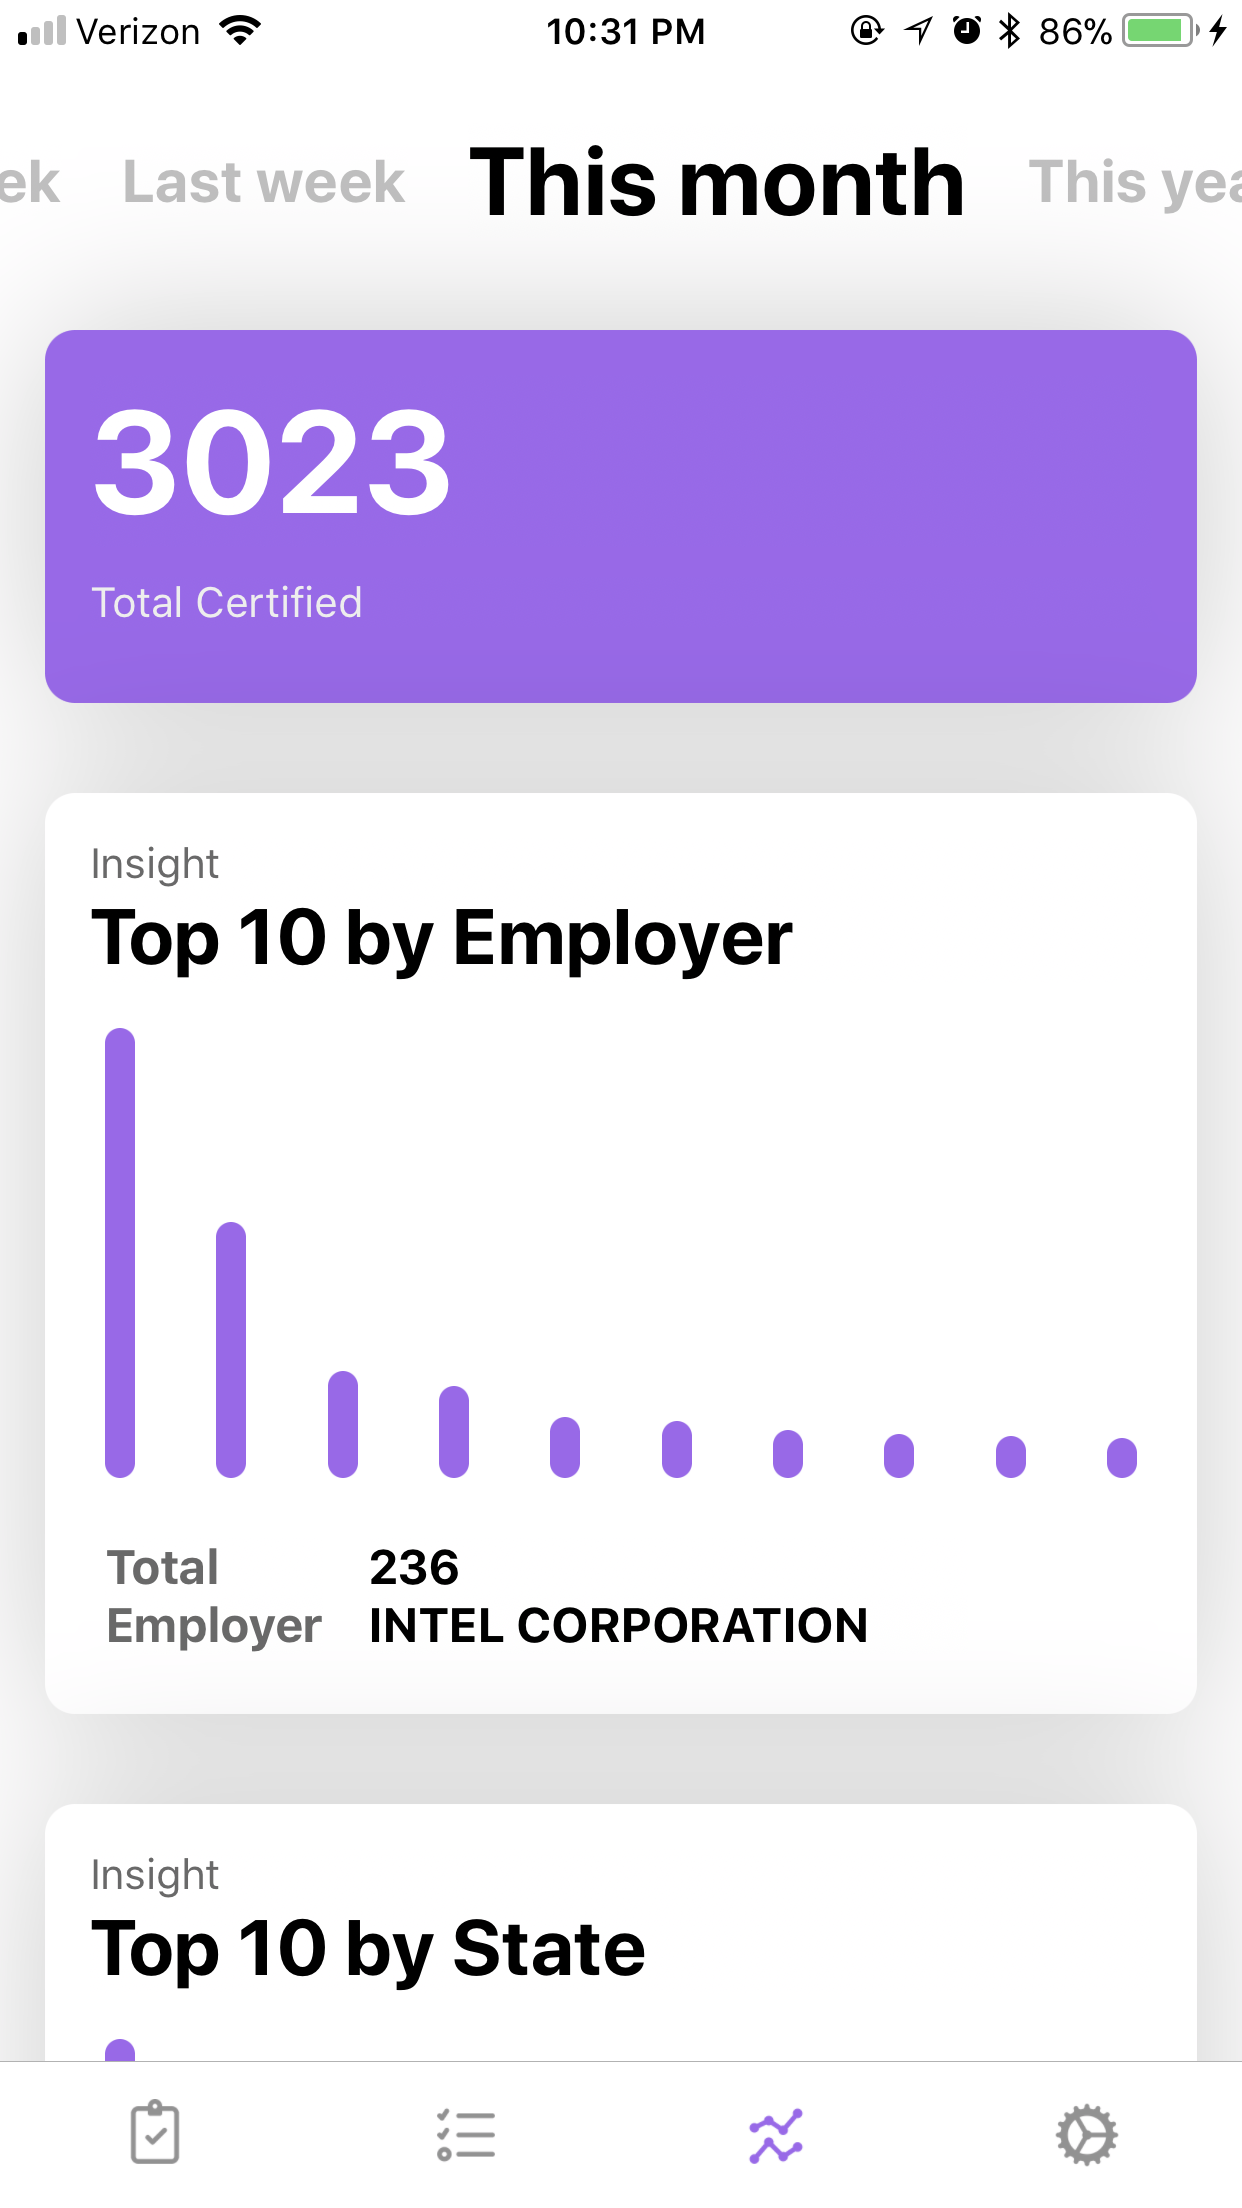 Verizon 10:31 PM 86%
ek Last week This month This yea
3023
Total Certified
Insight
Top 10 by Employer
Total 236
Employer INTEL CORPORATION
Insight
Top 10 by State